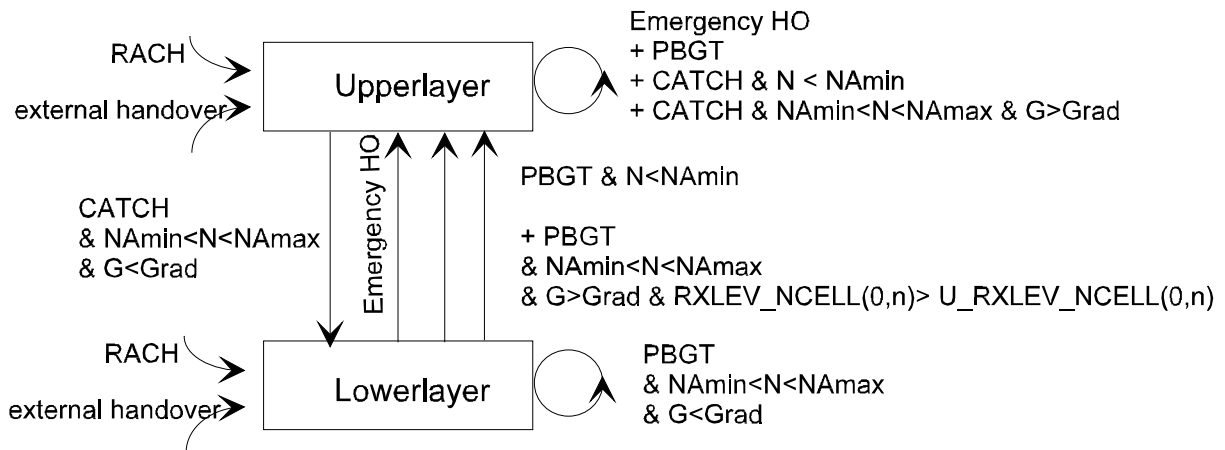 RACH
external handover
Upperlayer
Emergency HO
+ PBGT
+ CATCH & N < NAmin
+ CATCH & NAmin<N<NAmax & G>Grad
CATCH
& NAmin<N<NAmax
& G<Grad
Emergency HO
PBGT & N<NAmin
+ PBGT
& NAmin<N<NAmax
& G>Grad & RXLEV_NCELL(0,n)> U_RXLEV_NCELL(0,n)
RACH
external handover
Lowerlayer
PBGT
& NAmin<N<NAmax
& G<Grad